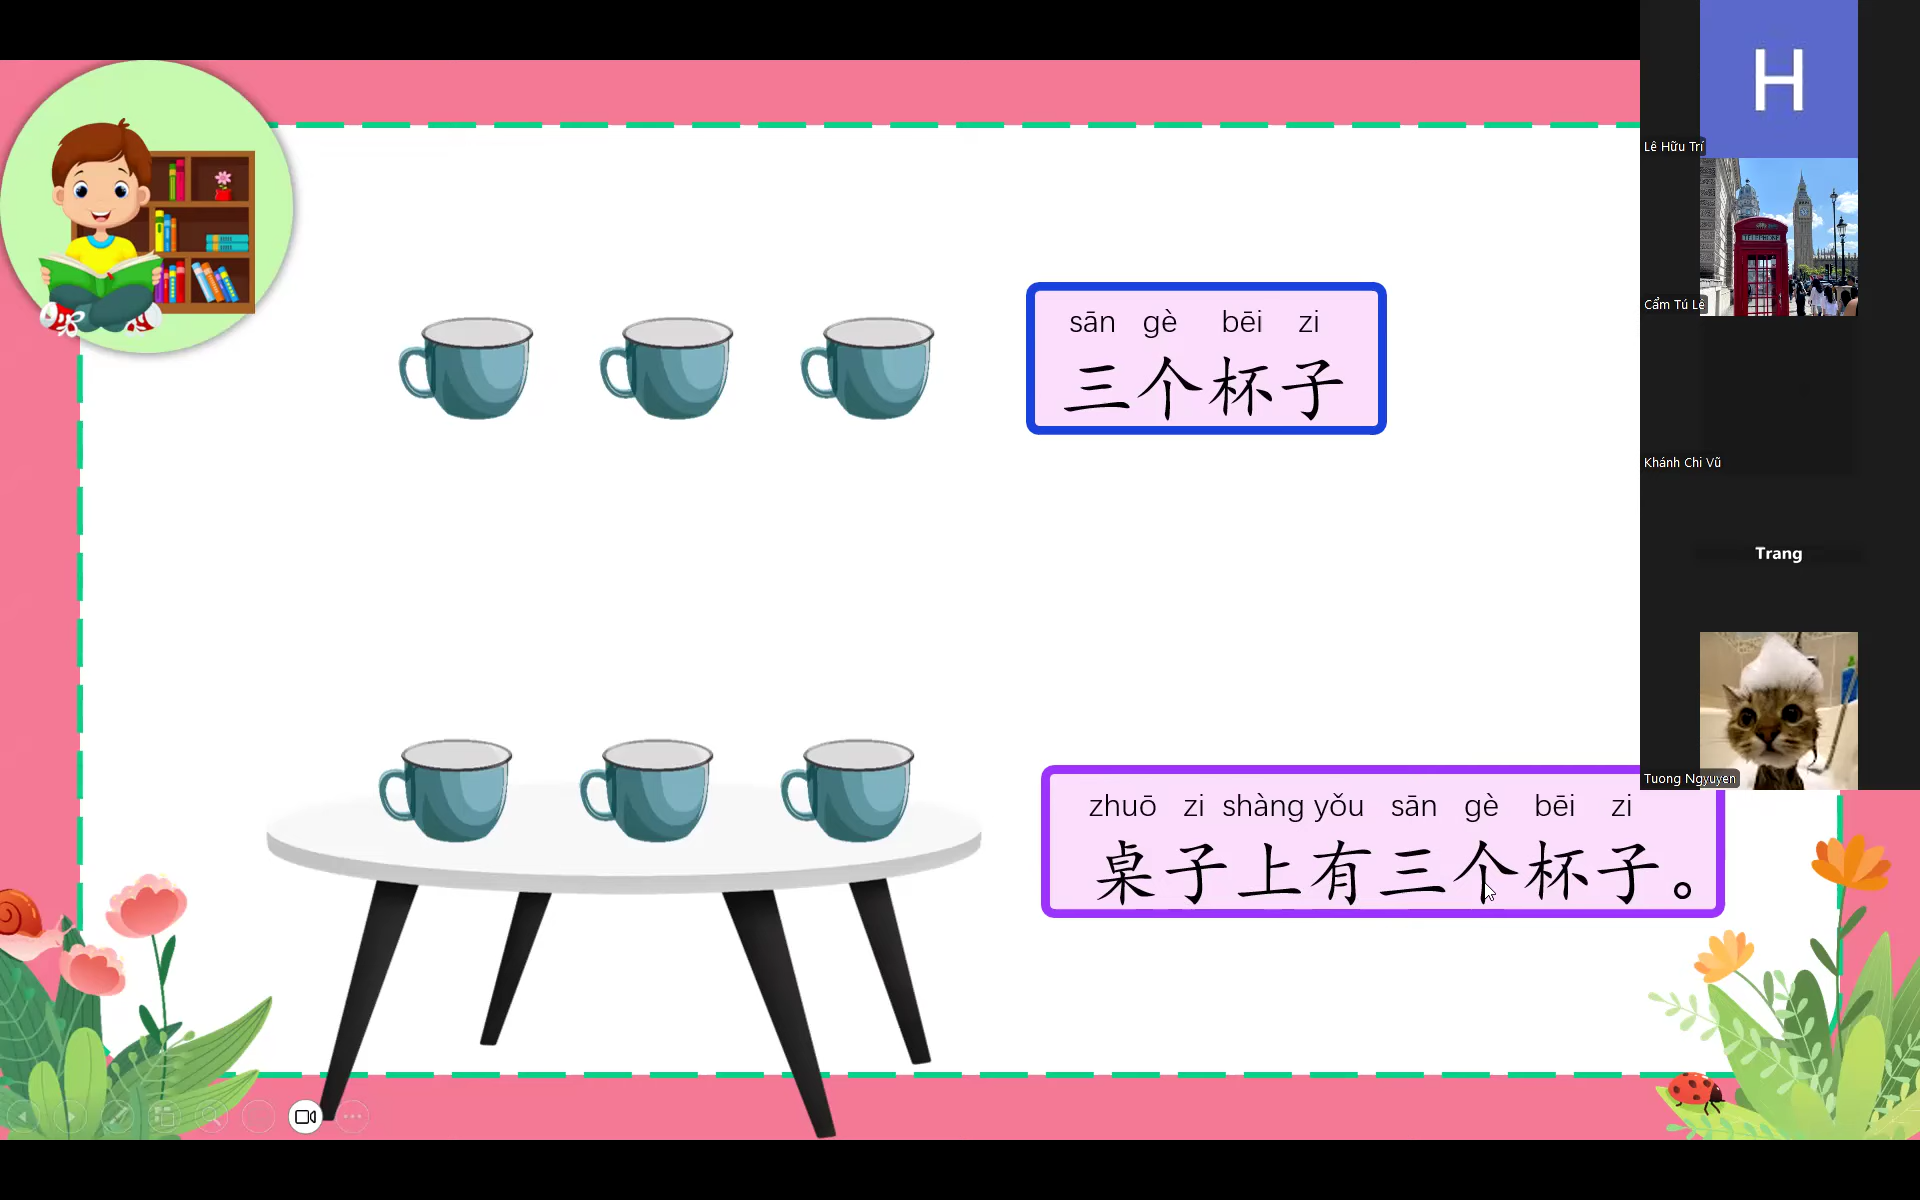 sān gè bēi zi
三个杯子
zhuō zi shàng yǒu sān gè bēi zi
桌子上有三个杯子。
H
Lê Hữu Trí
TELEPHONE
Cẩm Tú Lê
Khánh Chi Vũ
Trang
Tuong Ngyuyen